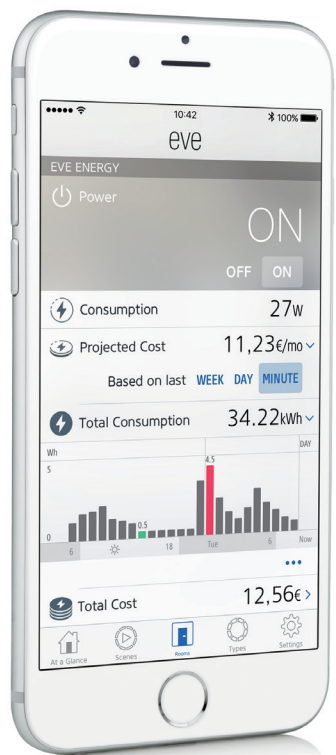 10:42
100%
eve
EVE ENERGY
Power
ON
OFF ON
Consumption 27W
Projected Cost 11,23€/mo
Based on last WEEK DAY MINUTE
Total Consumption 34.22kWh
Wh DAY
5 4.5
0.5
0
6 18 Tue 6 Now
Total Cost 12,56€
At a Glance Scenes Rooms Types Settings